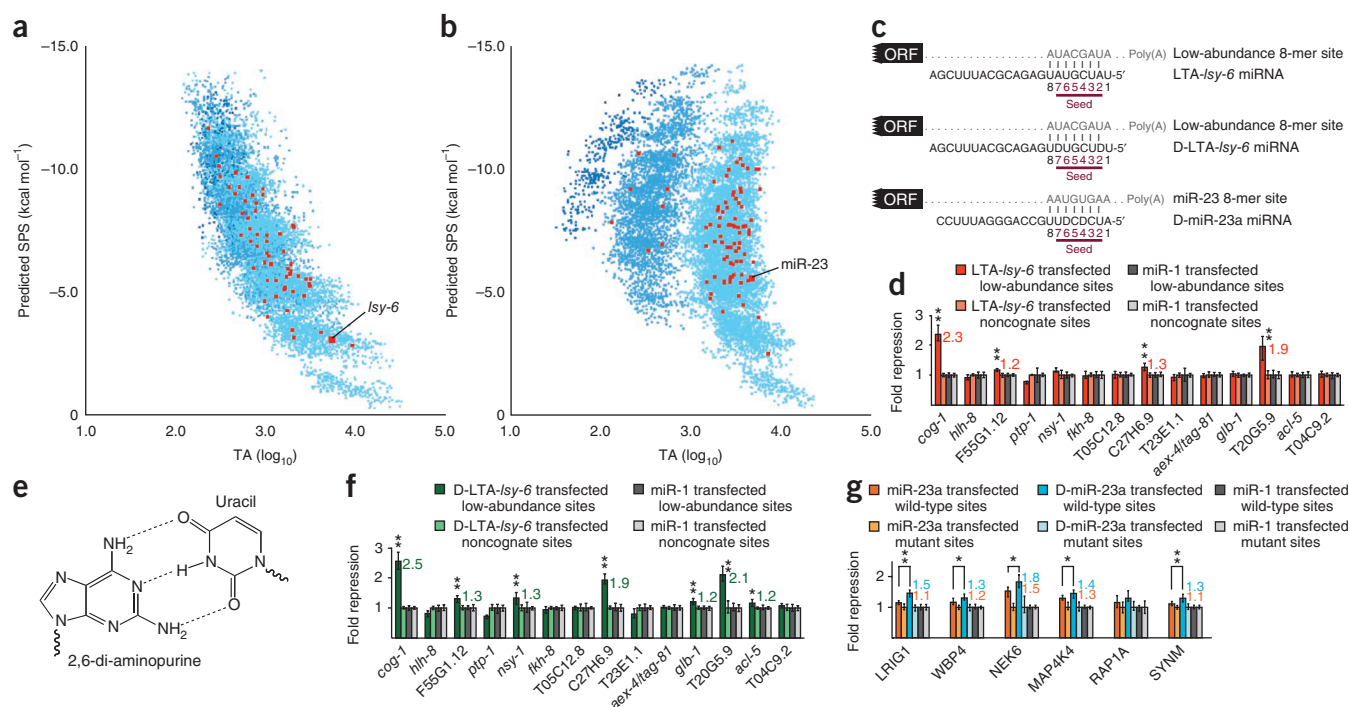 a
Predicted SPS (kcal mol−1)
–15.0
–10.0
–5.0
0
1.0 2.0 3.0 4.0 5.0
TA (log10)
lsy-6
b
Predicted SPS (kcal mol−1)
–15.0
–10.0
–5.0
0
1.0 2.0 3.0 4.0 5.0
TA (log10)
miR-23
c
ORF AUACGAUA Poly(A) Low-abundance 8-mer site
AGCUUUACGCAGAGUAUGCUAU-5′ LTA-lsy-6 miRNA
87654321
Seed
ORF AUACGAUA Poly(A) Low-abundance 8-mer site
AGCUUUACGCAGAGUDUGCUDU-5′ D-LTA-lsy-6 miRNA
87654321
Seed
ORF AAUGUGAA Poly(A) miR-23 8-mer site
CCUUUAGGGACCGUUDCDCUA-5′ D-miR-23a miRNA
87654321
Seed
d
LTA-lsy-6 transfected low-abundance sites
miR-1 transfected low-abundance sites
LTA-lsy-6 transfected noncognate sites
miR-1 transfected noncognate sites
Fold repression
3
2
1
** 2.3
** 1.2
** 1.3
** 1.9
cog-1 hlh-8 F55G1.12 ptp-1 nsy-1 fkh-8 T05C12.8 C27H6.9 T23E1.1 aex-4/tag-81 glb-1 T20G5.9 acl-5 T04C9.2
e
O
NH2
N
N
N
N
NH2
N
H
N
O
Uracil
2,6-di-aminopurine
f
D-LTA-lsy-6 transfected low-abundance sites
miR-1 transfected low-abundance sites
D-LTA-lsy-6 transfected noncognate sites
miR-1 transfected noncognate sites
Fold repression
3
2
1
** 2.5
** 1.3
** 1.3
** 1.9
** 1.2
** 2.1
* 1.2
cog-1 hlh-8 F55G1.12 ptp-1 nsy-1 fkh-8 T05C12.8 C27H6.9 T23E1.1 aex-4/tag-81 glb-1 T20G5.9 acl-5 T04C9.2
g
miR-23a transfected wild-type sites
D-miR-23a transfected wild-type sites
miR-1 transfected wild-type sites
miR-23a transfected mutant sites
D-miR-23a transfected mutant sites
miR-1 transfected mutant sites
Fold repression
2
1
** 1.5 1.1
** 1.3 1.2
* 1.8 1.5
* 1.4 1.3
** 1.3 1.1
LRIG1 WBP4 NEK6 MAP4K4 RAP1A SYNM